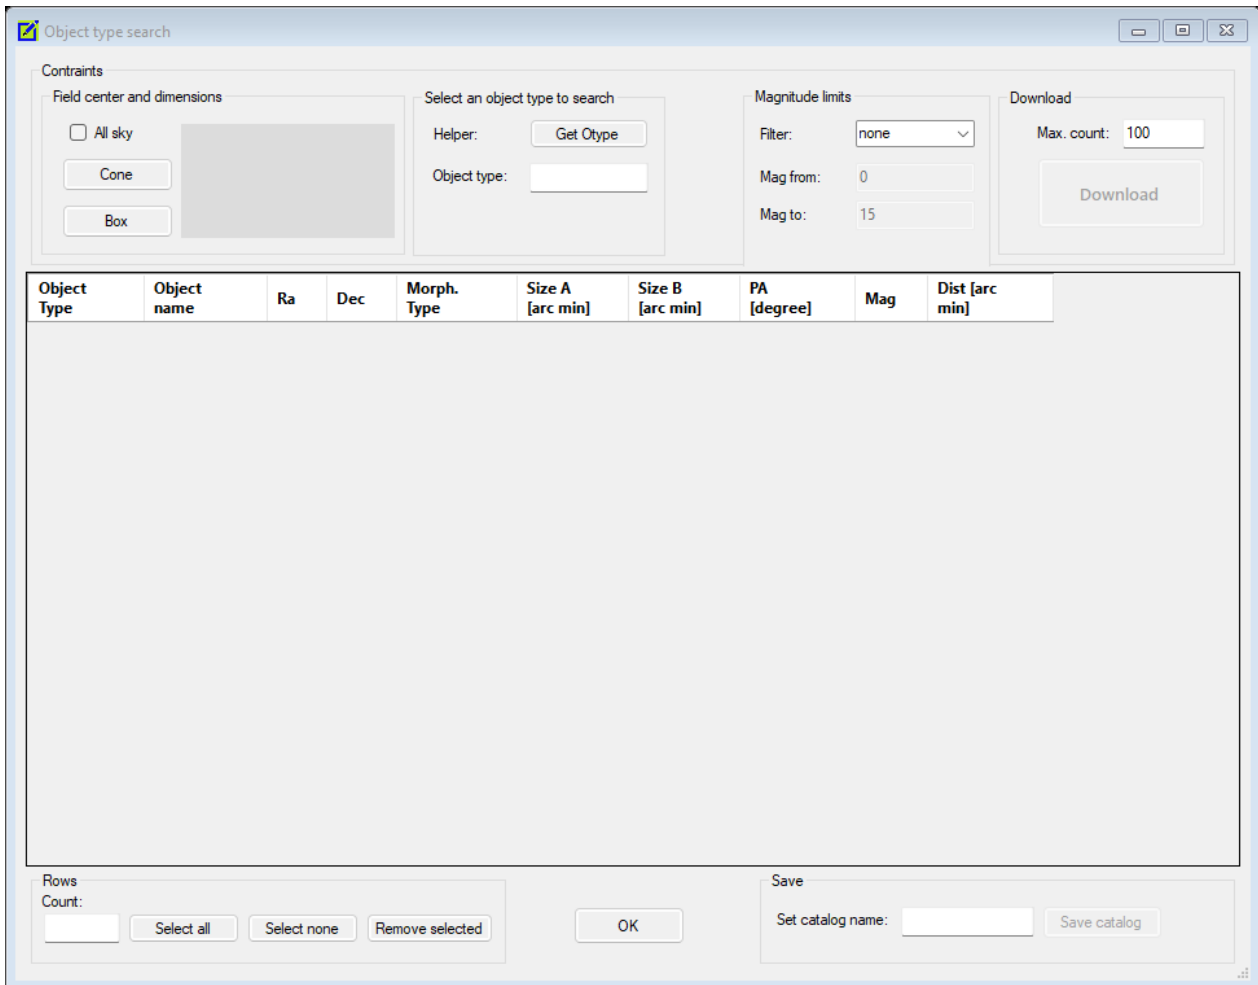 Object type search
Contraints
Field center and dimensions
All sky
Cone
Box
Select an object type to search
Helper: Get Otype
Object type:
Magnitude limits
Filter: none
Mag from: 0
Mag to: 15
Download
Max. count: 100
Download
Object Type
Object name
Ra
Dec
Morph. Type
Size A [arc min]
Size B [arc min]
PA [degree]
Mag
Dist [arc min]
Rows
Count:
Select all
Select none
Remove selected
OK
Save
Set catalog name:
Save catalog